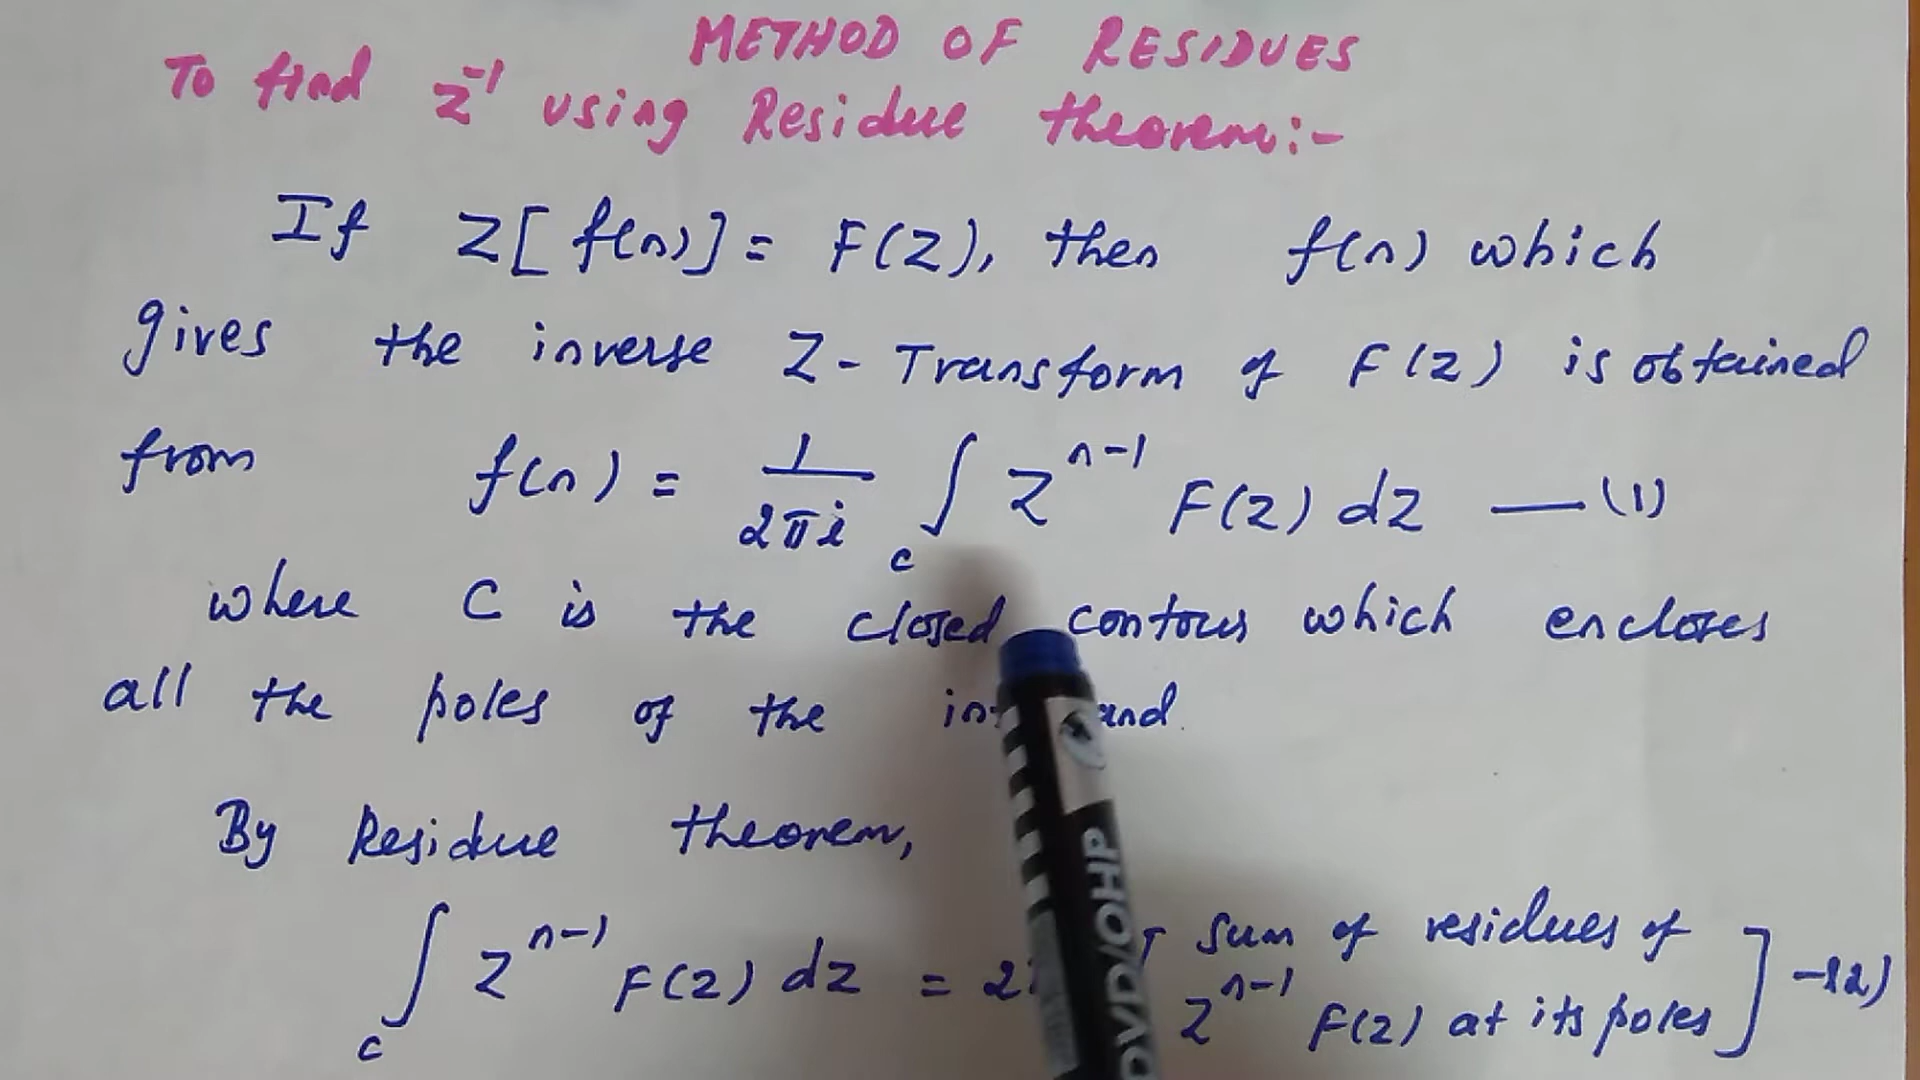 METHOD OF RESIDUES
To find z⁻¹ using Residue theorem:-
If Z[f(n)] = F(Z), then f(n) which
gives the inverse Z-Transform of F(Z) is obtained
from f(n) = 1/2πi ∫c Z^(n-1) F(Z) dz —(1)
where C is the closed contour which encloses
all the poles of the
By Residue theorem,
∫c Z^(n-1) F(Z) dz = 2 sum of residues of
Z^(n-1) F(Z) at its poles] —(2)
DVD/OHP